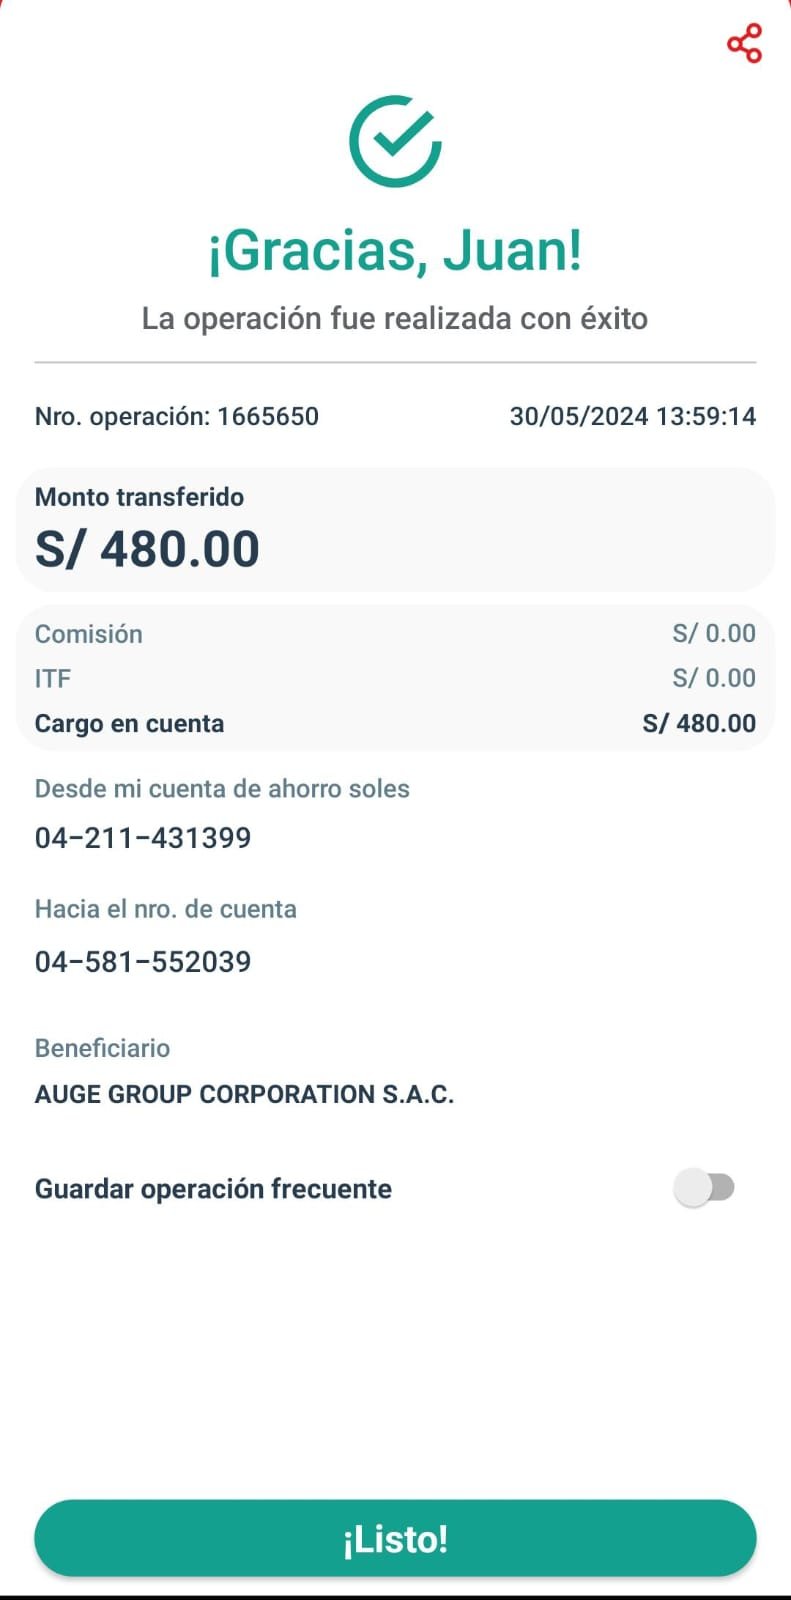 ¡Gracias, Juan!
La operación fue realizada con éxito
Nro. operación: 1665650 30/05/2024 13:59:14
Monto transferido
S/ 480.00
Comisión S/ 0.00
ITF S/ 0.00
Cargo en cuenta S/ 480.00
Desde mi cuenta de ahorro soles
04-211-431399
Hacia el nro. de cuenta
04-581-552039
Beneficiario
AUGE GROUP CORPORATION S.A.C.
Guardar operación frecuente
¡Listo!